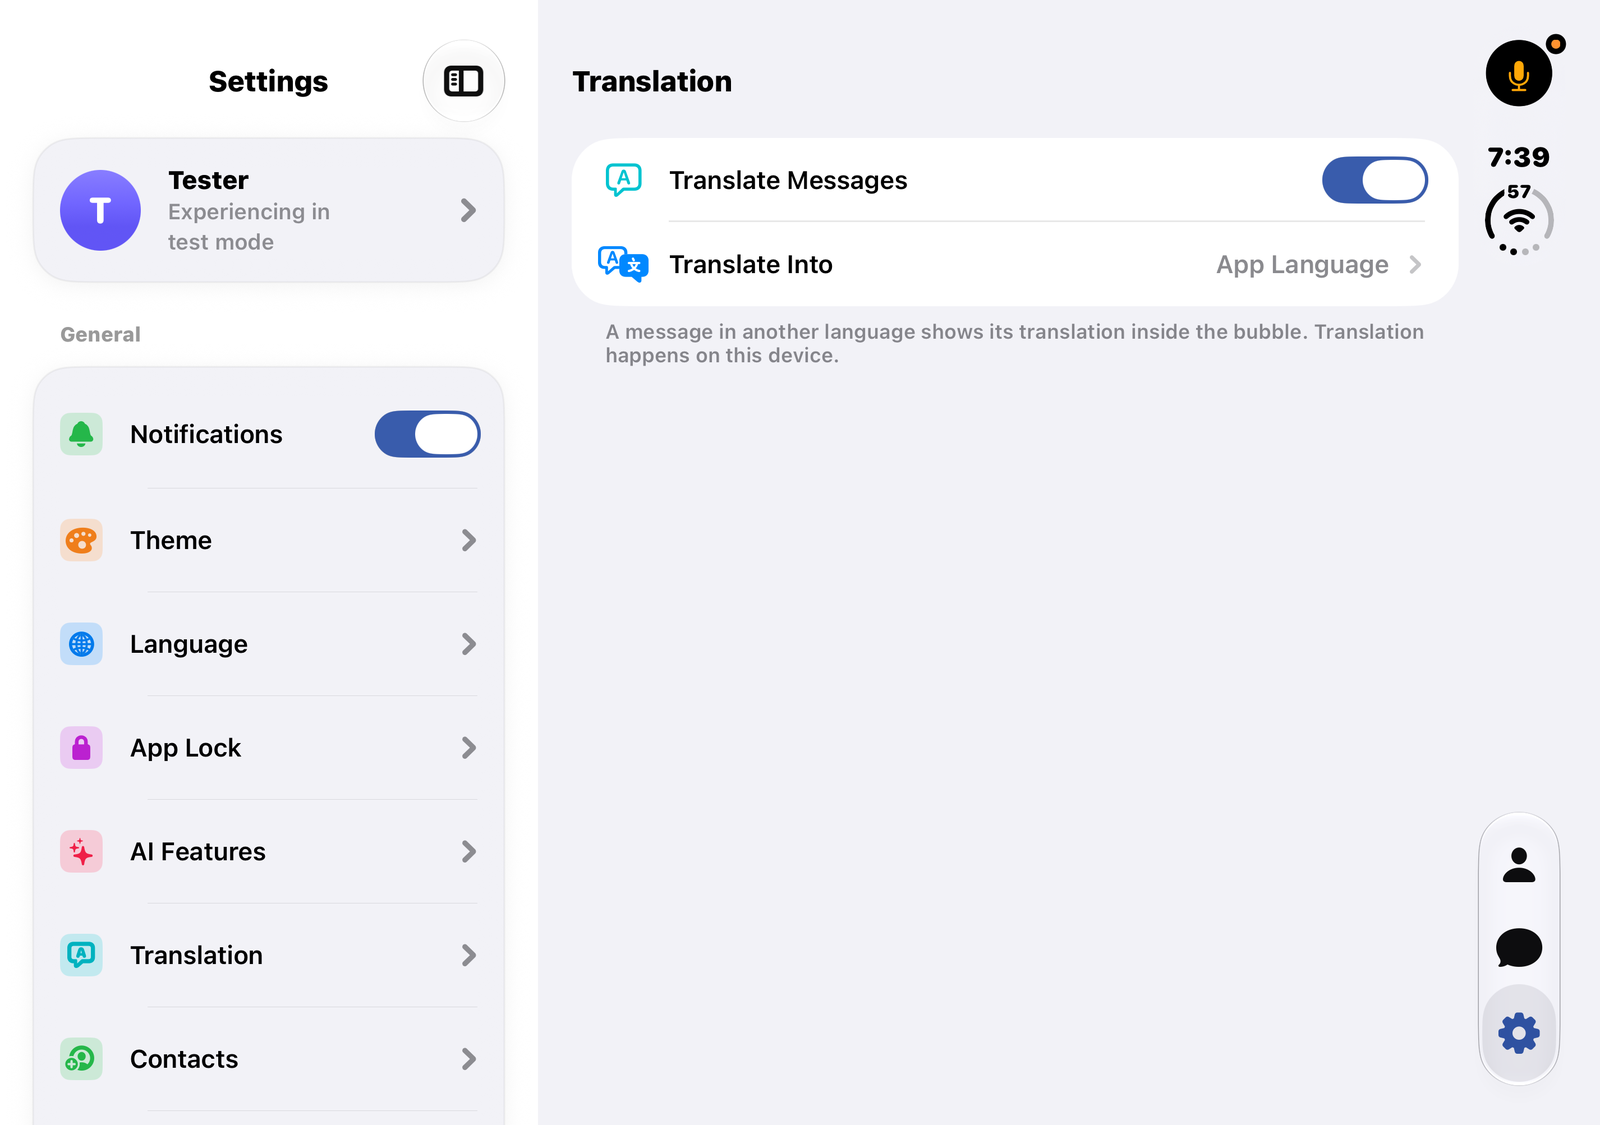 Settings
T
Tester
Experiencing in
test mode
General
Notifications
Theme
Language
App Lock
AI Features
Translation
Contacts
Translation
Translate Messages
Translate Into
App Language
A message in another language shows its translation inside the bubble. Translation
happens on this device.
7:39
57